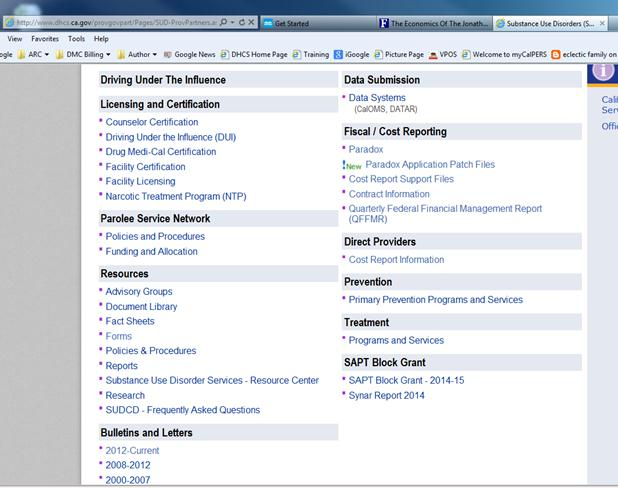 http://www.dhcs.ca.gov/provgovpart/Pages/SUD-ProvPartners.as
Get Started
The Economics Of The Jonath...
Substance Use Disorders (S...
View Favorites Tools Help
ogle ARC DMC Billing Author Google News DHCS Home Page Training iGoogle Picture Page VPOS Welcome to myCalPERS eclectic family on
Driving Under The Influence
Licensing and Certification
Counselor Certification
Driving Under the Influence (DUI)
Drug Medi-Cal Certification
Facility Certification
Facility Licensing
Narcotic Treatment Program (NTP)
Parolee Service Network
Policies and Procedures
Funding and Allocation
Resources
Advisory Groups
Document Library
Fact Sheets
Forms
Policies & Procedures
Reports
Substance Use Disorder Services - Resource Center
Research
SUDCD - Frequently Asked Questions
Bulletins and Letters
2012-Current
2008-2012
2000-2007
Data Submission
Data Systems
(CalOMS, DATAR)
Fiscal / Cost Reporting
Paradox
New Paradox Application Patch Files
Cost Report Support Files
Contract Information
Quarterly Federal Financial Management Report
(QFFMR)
Direct Providers
Cost Report Information
Prevention
Primary Prevention Programs and Services
Treatment
Programs and Services
SAPT Block Grant
SAPT Block Grant - 2014-15
Synar Report 2014
Cali
Serv
Offi